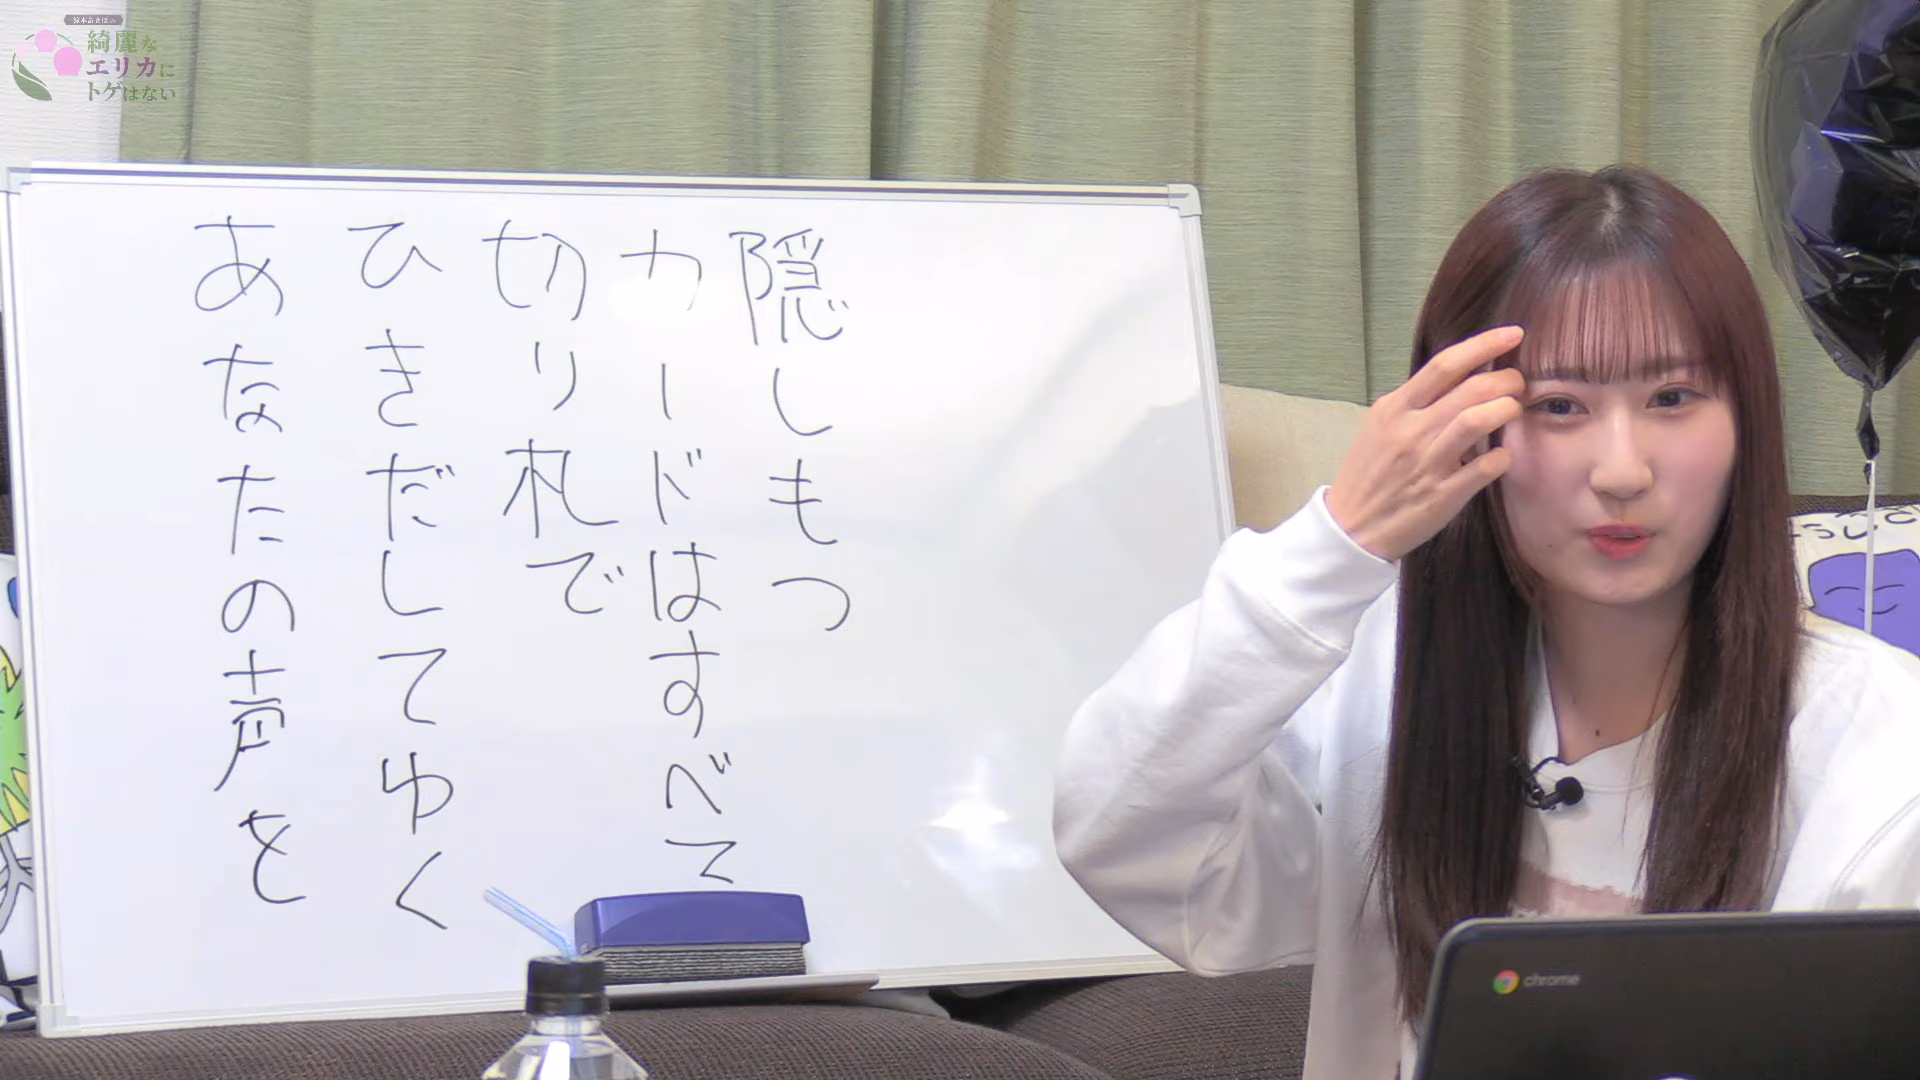 綺麗な
エリカに
トゲはない
隠しもつ
カードはすべて
切り札で
ひきだしてゆく
あなたの声を
chrome